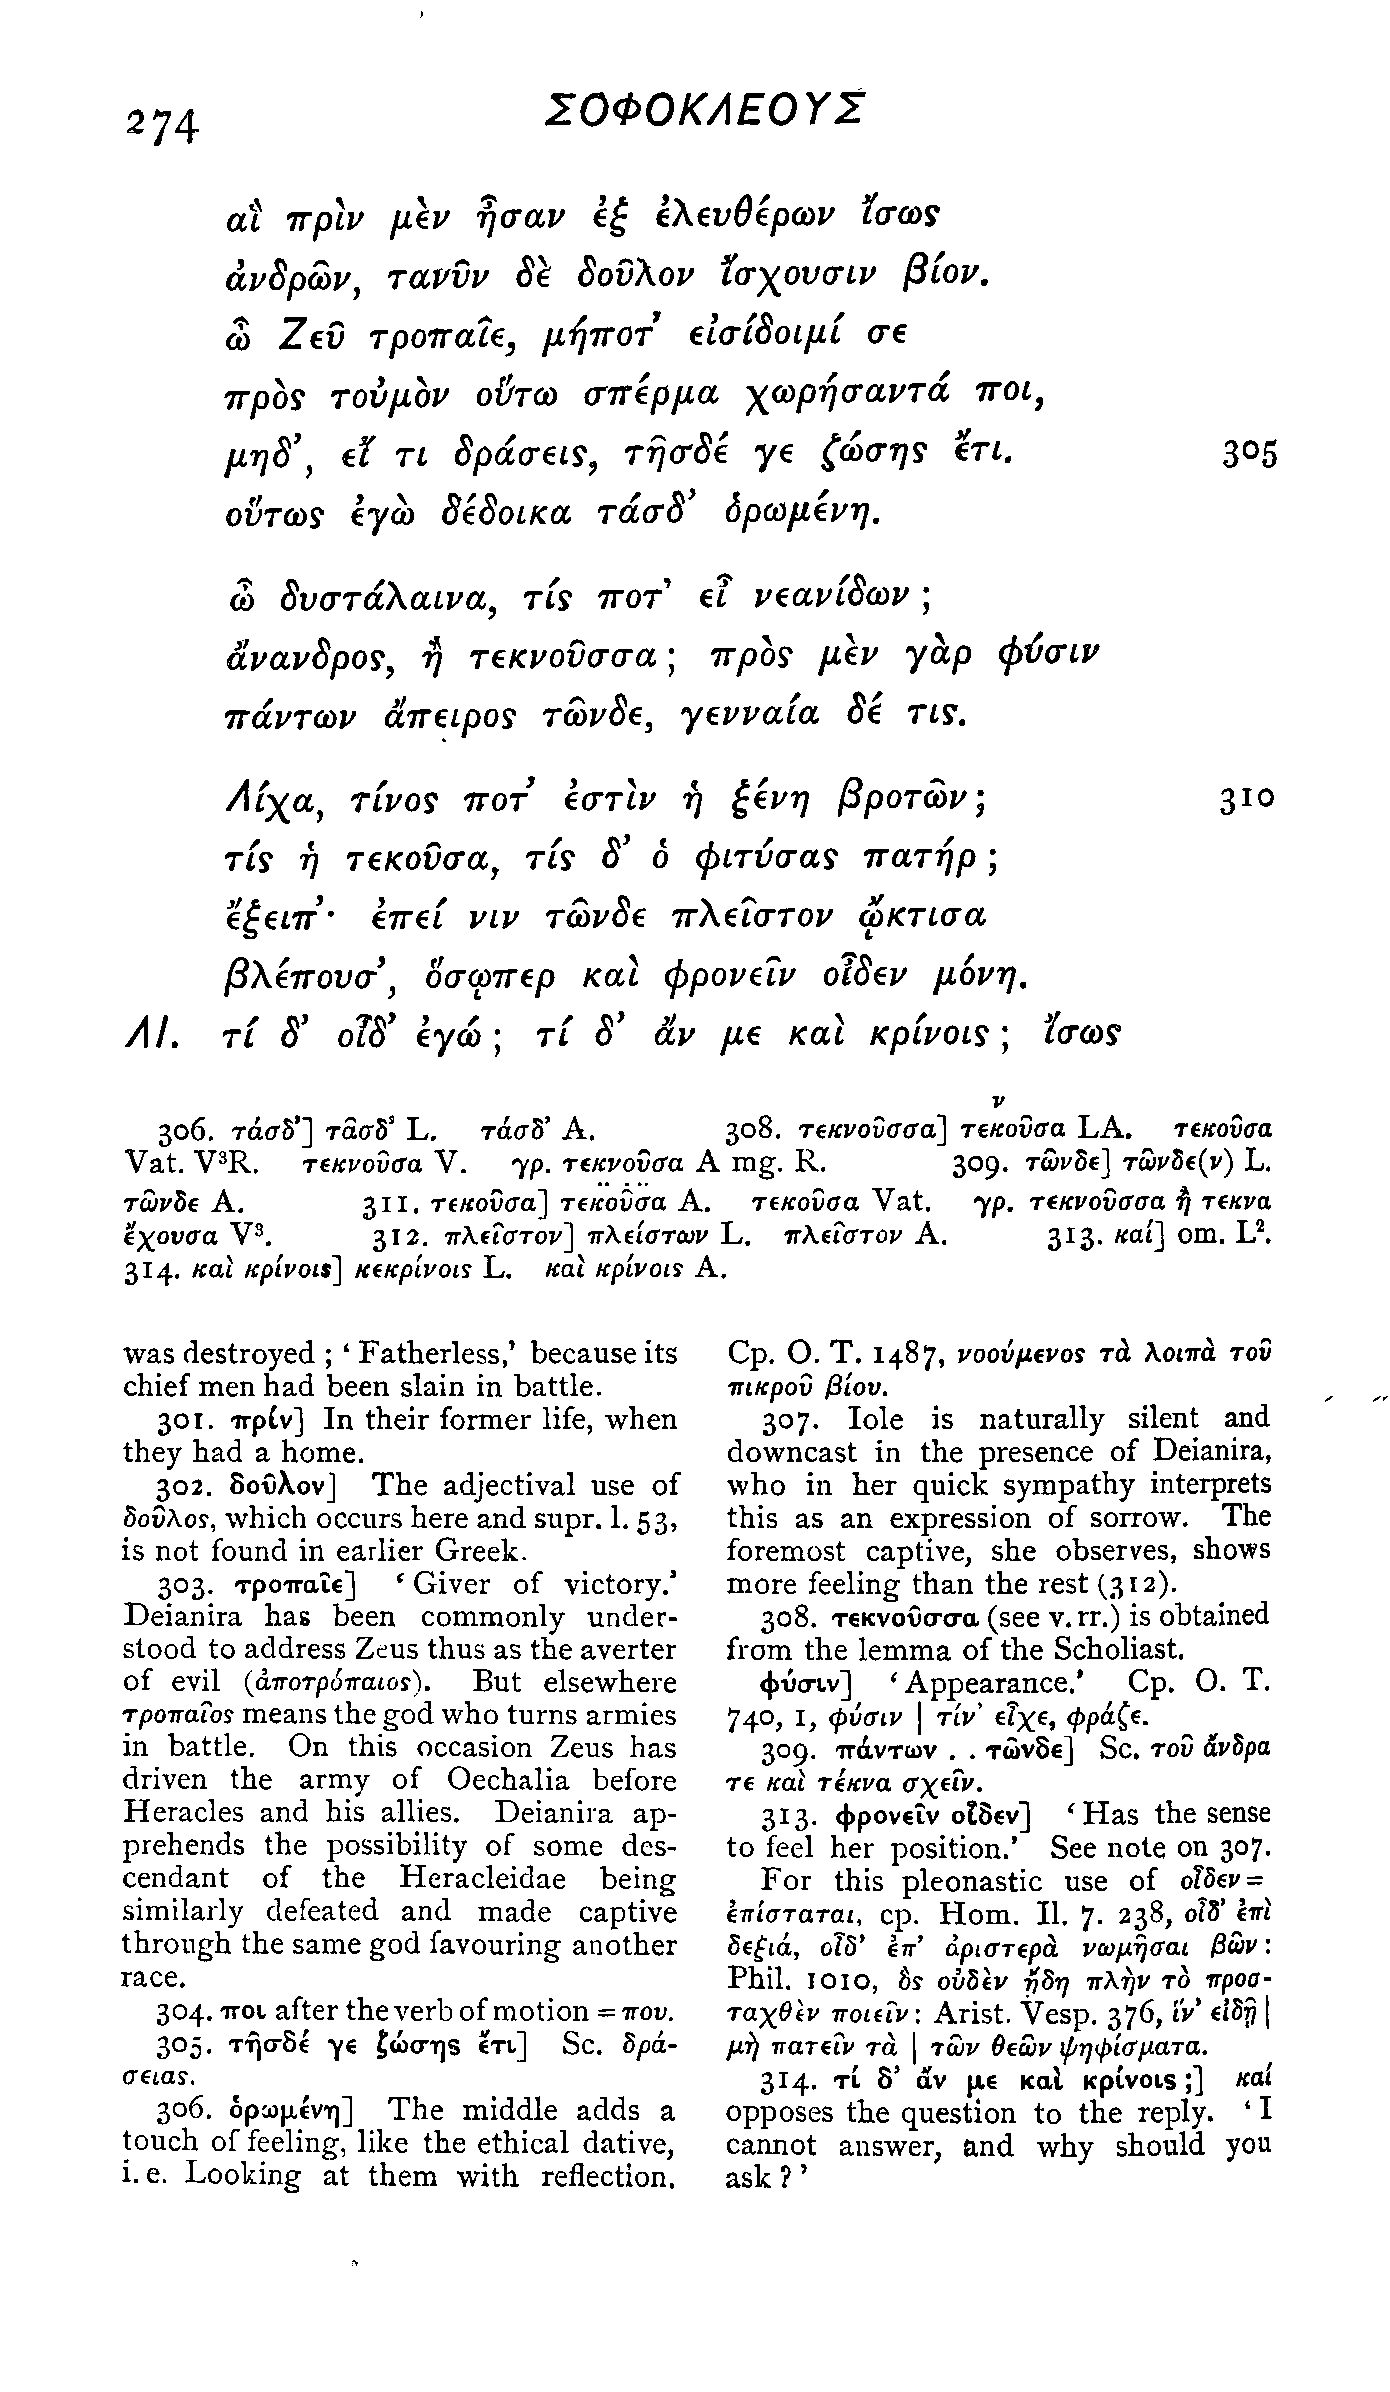 274
ΣΟΦΟΚΛΕΟΥΣ
αἳ πρὶν μὲν ἦσαν ἐξ ἐλευθέρων ἴσως
ἀνδρῶν, τανῦν δὲ δοῦλον ἴσχουσιν βίον.
ὦ Ζεῦ τροπαῖε, μήποτ' εἰσίδοιμί σε
πρὸς τοὐμὸν οὕτω σπέρμα χωρήσαντά ποι,
μηδ', εἴ τι δράσεις, τῆσδέ γε ζώσης ἔτι. 305
οὕτως ἐγὼ δέδοικα τάσδ' ὁρωμένη.
ὦ δυστάλαινα, τίς ποτ' εἶ νεανίδων ;
ἄνανδρος, ἢ τεκνοῦσσα ; πρὸς μὲν γὰρ φύσιν
πάντων ἄπειρος τῶνδε, γενναία δέ τις.
Λίχα, τίνος ποτ' ἐστὶν ἡ ξένη βροτῶν ; 310
τίς ἡ τεκοῦσα, τίς δ' ὁ φιτύσας πατήρ ;
ἔξειπ'· ἐπεί νιν τῶνδε πλεῖστον ᾤκτισα
βλέπουσ', ὅσῳπερ καὶ φρονεῖν οἶδεν μόνη.
ΛΙ. τί δ' οἶδ' ἐγώ ; τί δ' ἄν με καὶ κρίνοις ; ἴσως
ν
306. τάσδ'] τᾶσδ' L. τάσδ' A. 308. τεκνοῦσσα] τεκοῦσα LA. τεκοῦσα
Vat. V³R. τεκνοῦσα V. γρ. τεκνοῦσα A mg. R. 309. τῶνδε] τῶνδε(ν) L.
τῶνδε A. 311. τεκοῦσα] τεκοῦσα A. τεκοῦσα Vat. γρ. τεκνοῦσσα ἢ τεκνα
ἔχουσα V³. 312. πλεῖστον] πλείστων L. πλεῖστον A. 313. καί] om. L².
314. καὶ κρίνοις] κεκρίνοις L. καὶ κρίνοις A.
was destroyed ; ‘ Fatherless,’ because its
chief men had been slain in battle.
301. πρίν] In their former life, when
they had a home.
302. δοῦλον] The adjectival use of
δοῦλος, which occurs here and supr. l. 53,
is not found in earlier Greek.
303. τροπαῖε] ‘ Giver of victory.’
Deianira has been commonly under-
stood to address Zeus thus as the averter
of evil (ἀποτρόπαιος). But elsewhere
τροπαῖος means the god who turns armies
in battle. On this occasion Zeus has
driven the army of Oechalia before
Heracles and his allies. Deianira ap-
prehends the possibility of some des-
cendant of the Heracleidae being
similarly defeated and made captive
through the same god favouring another
race.
304. ποι after the verb of motion = που.
305. τῆσδέ γε ζώσης ἔτι] Sc. δρά-
σειας.
306. ὁρωμένη] The middle adds a
touch of feeling, like the ethical dative,
i. e. Looking at them with reflection.
Cp. O. T. 1487, νοούμενος τὰ λοιπὰ τοῦ
πικροῦ βίου.
307. Iole is naturally silent and
downcast in the presence of Deianira,
who in her quick sympathy interprets
this as an expression of sorrow. The
foremost captive, she observes, shows
more feeling than the rest (312).
308. τεκνοῦσσα (see v. rr.) is obtained
from the lemma of the Scholiast.
φύσιν] ‘ Appearance.’ Cp. O. T.
740, 1, φύσιν | τίν' εἶχε, φράζε.
309. πάντων . . τῶνδε] Sc. τοῦ ἄνδρα
τε καὶ τέκνα σχεῖν.
313. φρονεῖν οἶδεν] ‘ Has the sense
to feel her position.’ See note on 307.
For this pleonastic use of οἶδεν =
ἐπίσταται, cp. Hom. Il. 7. 238, οἶδ' ἐπὶ
δεξιά, οἶδ' ἐπ' ἀριστερὰ νωμῆσαι βῶν :
Phil. 1010, ὃς οὐδὲν ᾔδη πλὴν τὸ προσ-
ταχθὲν ποιεῖν : Arist. Vesp. 376, ἵν' εἰδῇ |
μὴ πατεῖν τὰ | τῶν θεῶν ψηφίσματα.
314. τί δ' ἄν με καὶ κρίνοις ;] καί
opposes the question to the reply. ‘ I
cannot answer, and why should you
ask ? ’